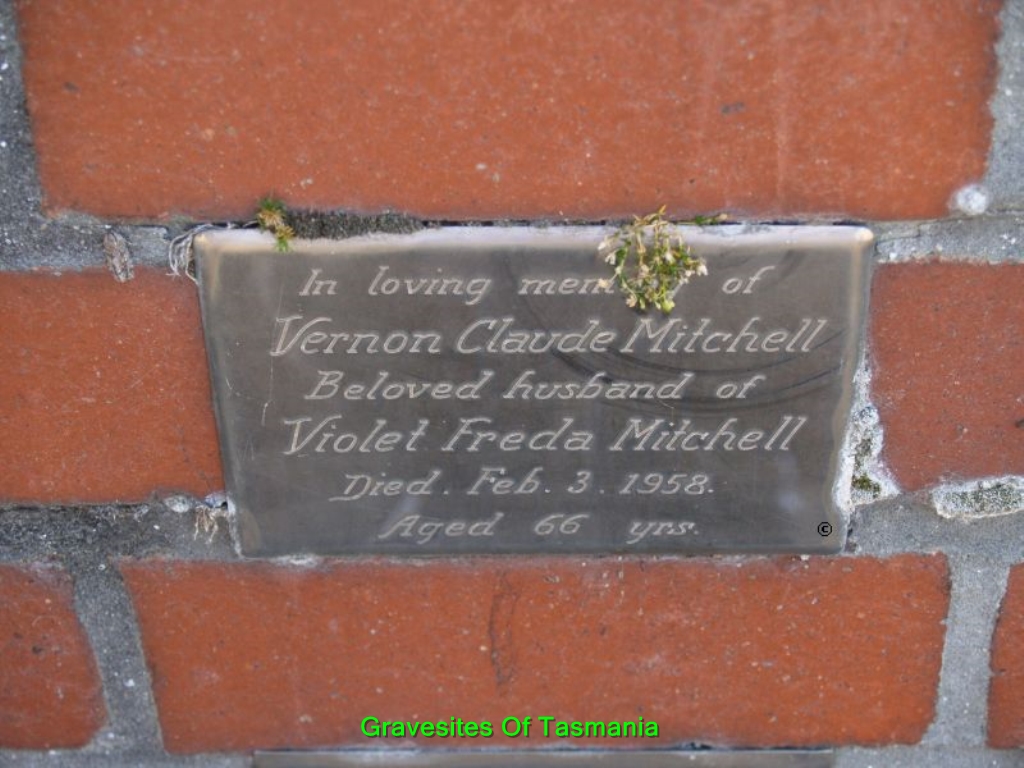 In loving memory of
Vernon Claude Mitchell
Beloved husband of
Violet Freda Mitchell
Died. Feb. 3. 1958.
Aged 66 yrs.
©
Gravesites Of Tasmania